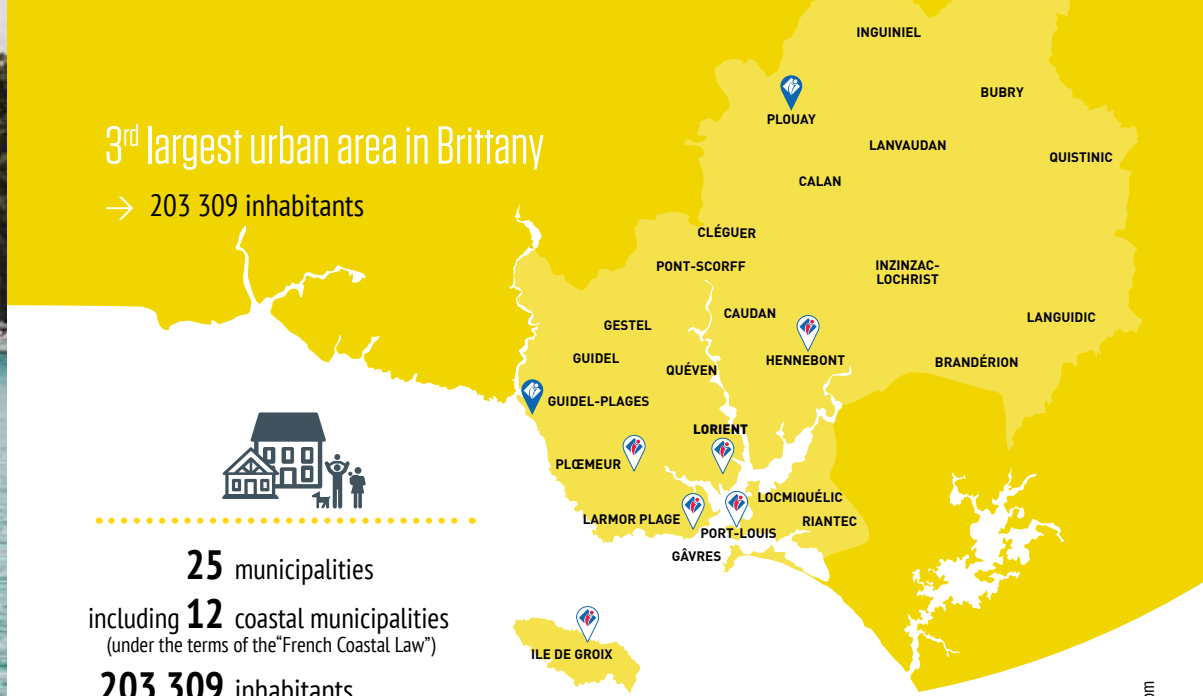 3rd largest urban area in Brittany
→ 203 309 inhabitants
25 municipalities
including 12 coastal municipalities
(under the terms of the“French Coastal Law”)
203 309 inhabitants
INGUINIEL
BUBRY
PLOUAY
LANVAUDAN
QUISTINIC
CALAN
CLÉGUER
PONT-SCORFF
INZINZAC-
LOCHRIST
CAUDAN
LANGUIDIC
GESTEL
GUIDEL
QUÉVEN
HENNEBONT
BRANDÉRION
GUIDEL-PLAGES
LORIENT
PLŒMEUR
LOCMIQUÉLIC
LARMOR PLAGE
RIANTEC
PORT-LOUIS
GÂVRES
ILE DE GROIX